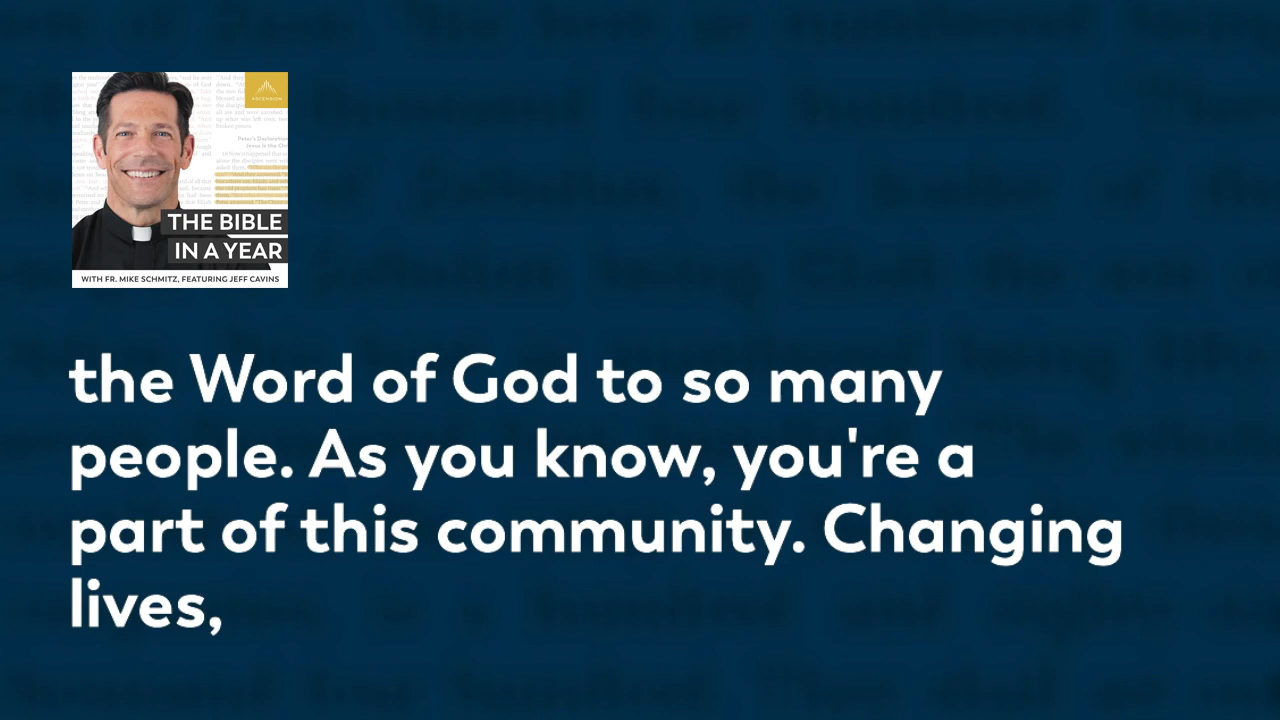 ASCENSION
THE BIBLE
IN A YEAR
WITH FR. MIKE SCHMITZ, FEATURING JEFF CAVINS
the Word of God to so many
people. As you know, you're a
part of this community. Changing
lives,